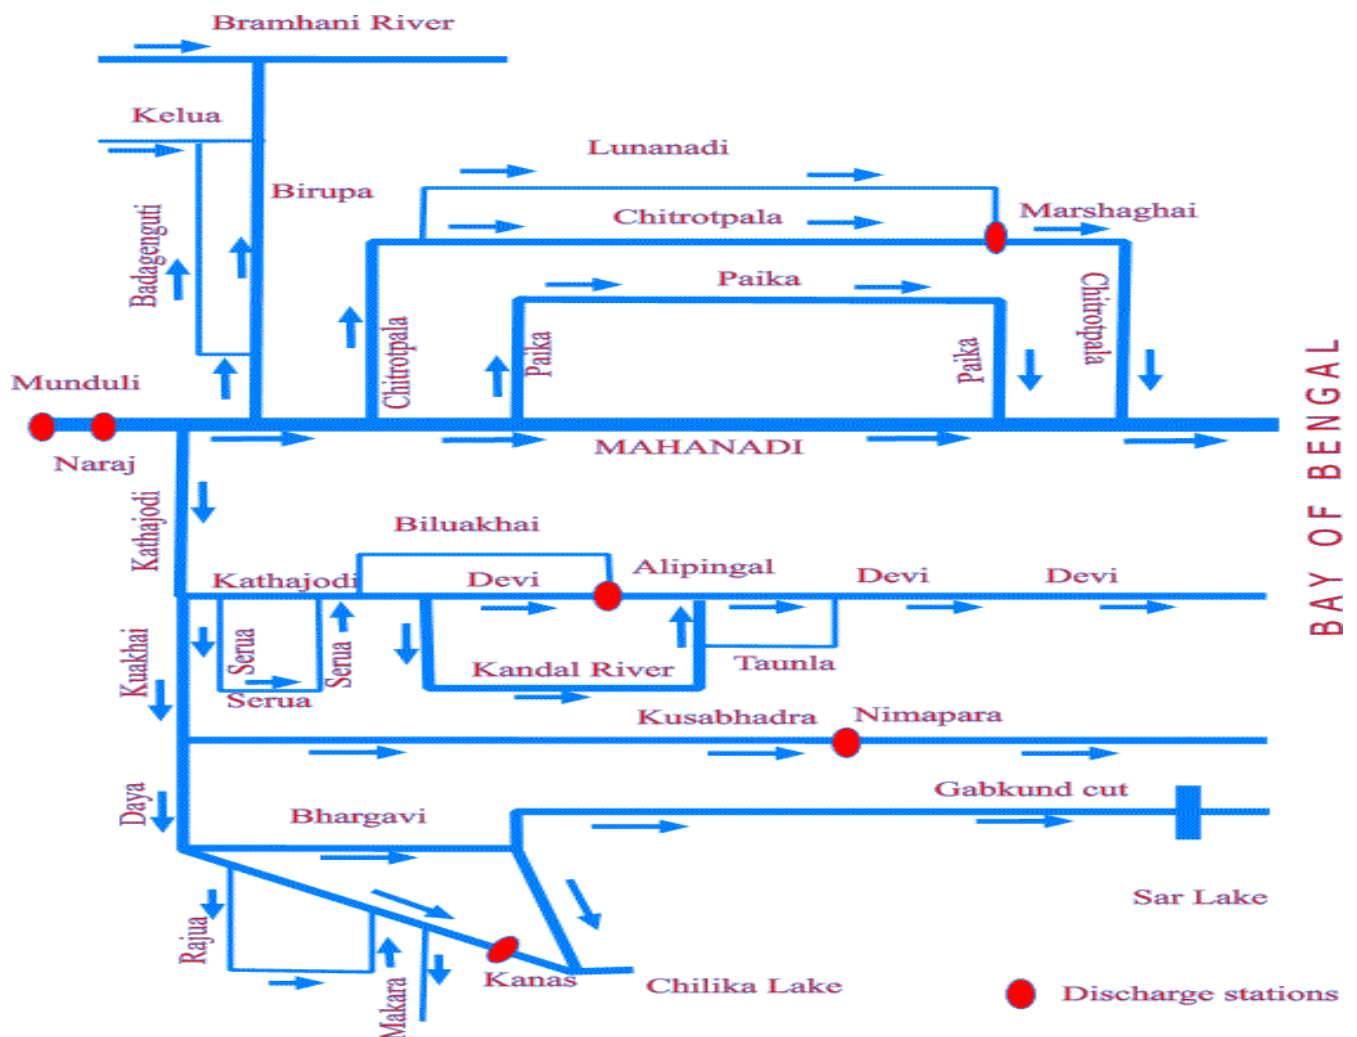 Bramhani River
Kelua
Lunanadi
Birupa
Chitrotpala
Marshaghai
Badagenguti
Paika
Chitrotpala
Chitrotpala
Paika
Paika
Munduli
MAHANADI
Naraj
BAY OF BENGAL
Kathajodi
Biluakhai
Kathajodi
Devi
Alipingal
Devi
Devi
Kuakhai
Serua
Serua
Serua
Kandal River
Taunla
Kusabhadra
Nimapara
Daya
Bhargavi
Gabkund cut
Sar Lake
Rajua
Makara
Kanas
Chilika Lake
Discharge stations